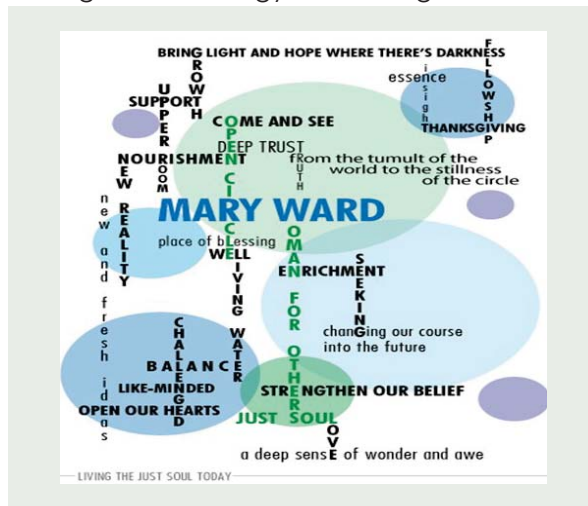 BRING LIGHT AND HOPE WHERE THERE'S DARKNESS
GROWTH
FELLOWSHIP
essence
insight
UPPER ROOM
SUPPORT
COME AND SEE
OPEN CIRCLE
THANKSGIVING
DEEP TRUST
TRUTH
NOURISHMENT
from the tumult of the
world to the stillness
of the circle
NEW REALITY
new and fresh ideas
MARY WARD
WOMAN FOR OTHERS
place of blessing
WELL
LIVING WATER
ENRICHMENT
SEEKING
changing our course
into the future
CHALLENGED
BALANCE
LIKE-MINDED
STRENGTHEN OUR BELIEF
OPEN OUR HEARTS
JUST SOUL
LOVE
a deep sense of wonder and awe
LIVING THE JUST SOUL TODAY